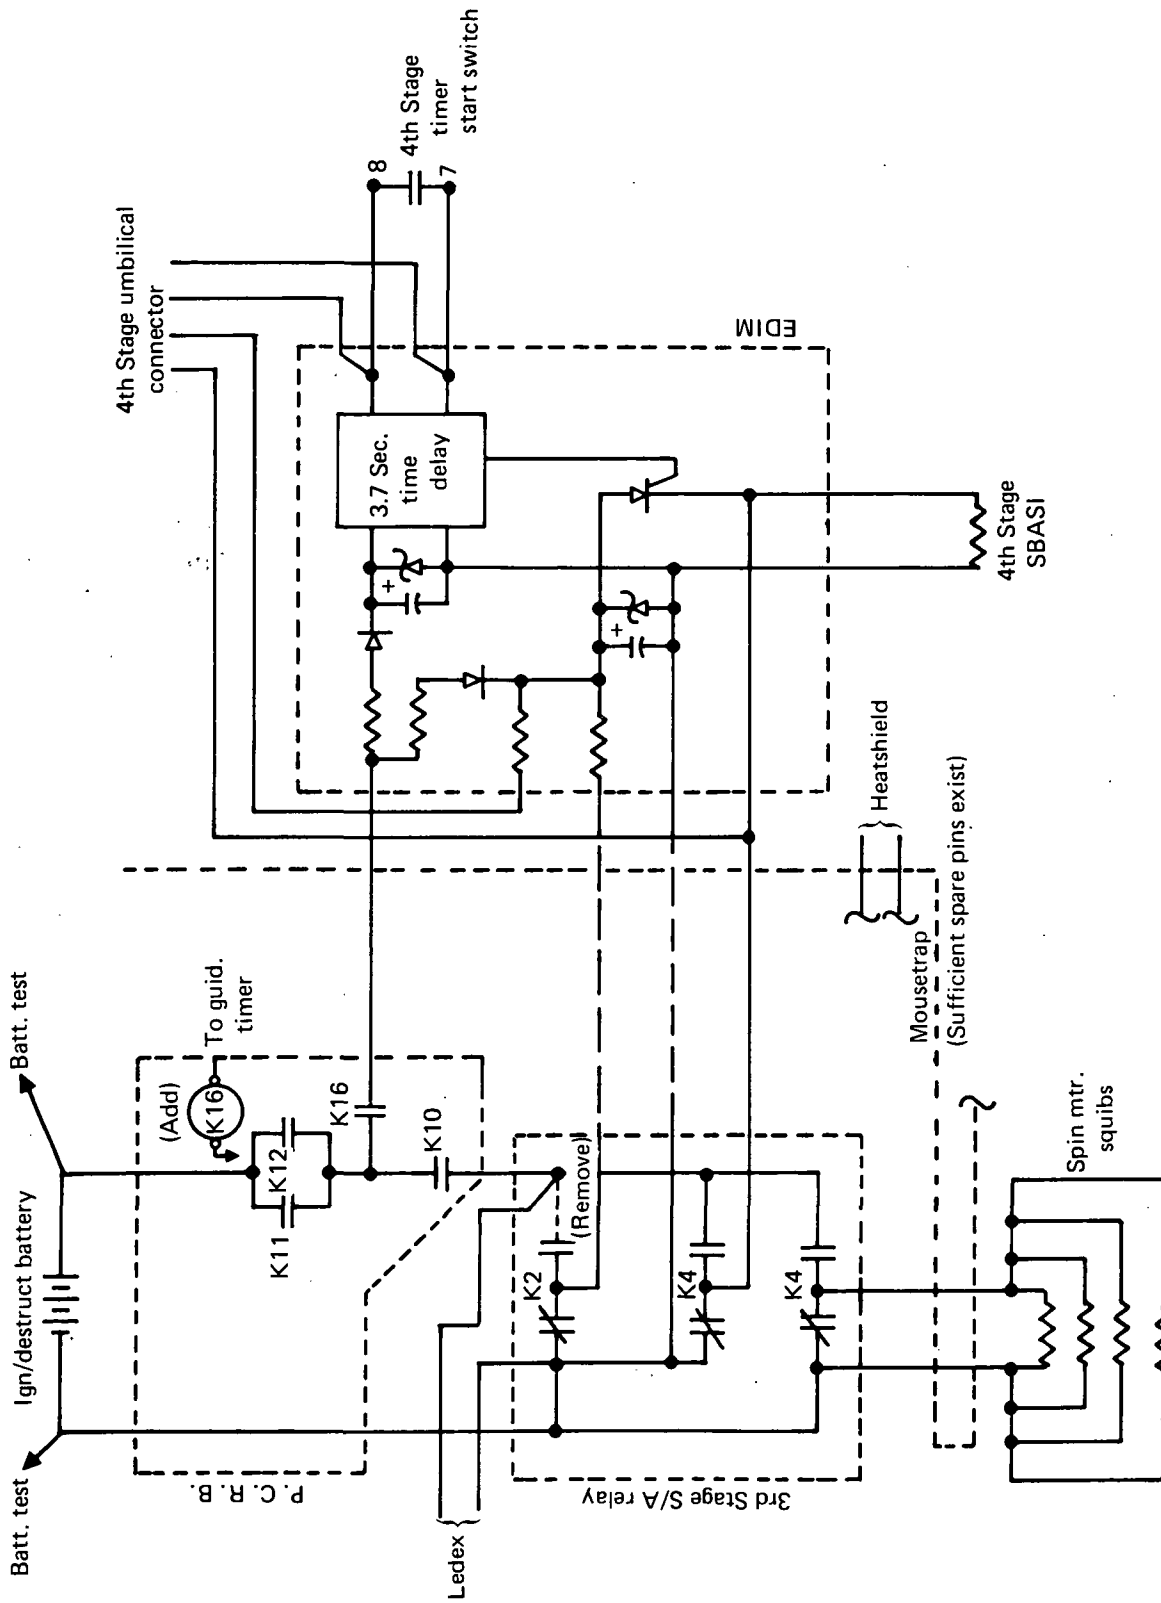 Batt. test
Ign/destruct battery
Batt. test
P. C. R. B.
(Add)
K16
To guid.
timer
K12
K11
K16
K10
Ledex
3rd Stage S/A relay
(Remove)
K2
K4
K4
Spin mtr.
squibs
Mousetrap
(Sufficient spare pins exist)
Heatshield
4th Stage umbilical
connector
EDIM
3.7 Sec.
time
delay
+
+
8
7
4th Stage
timer
start switch
4th Stage
SBASI